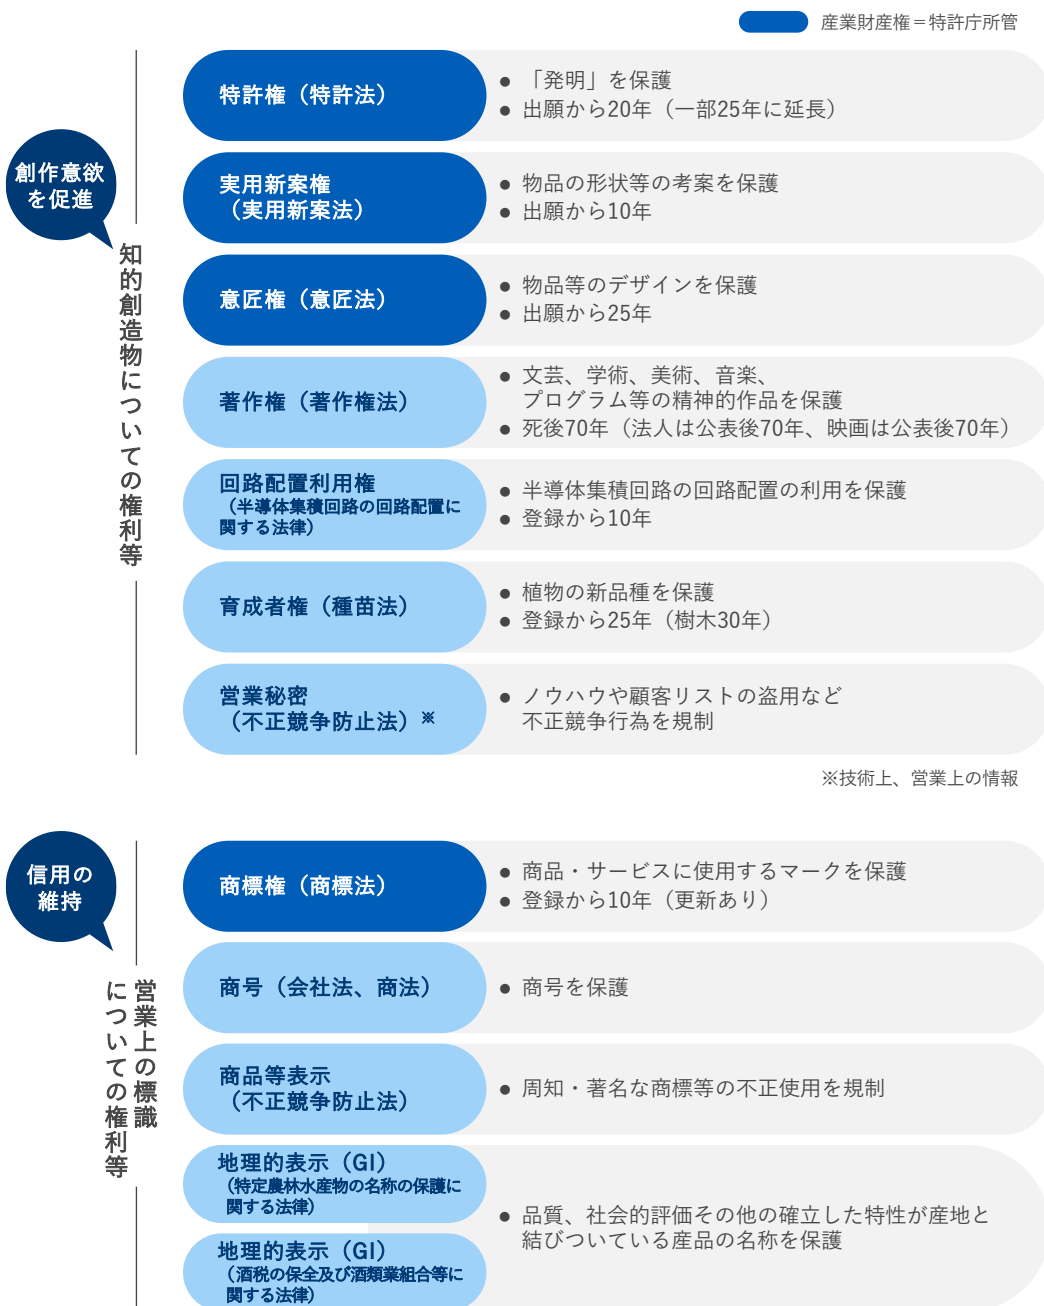 産業財産権＝特許庁所管
創作意欲
を促進
知的創造物についての権利等
特許権（特許法）
● 「発明」を保護
● 出願から20年（一部25年に延長）
実用新案権
（実用新案法）
● 物品の形状等の考案を保護
● 出願から10年
意匠権（意匠法）
● 物品等のデザインを保護
● 出願から25年
著作権（著作権法）
● 文芸、学術、美術、音楽、
プログラム等の精神的作品を保護
● 死後70年（法人は公表後70年、映画は公表後70年）
回路配置利用権
（半導体集積回路の回路配置に
関する法律）
● 半導体集積回路の回路配置の利用を保護
● 登録から10年
育成者権（種苗法）
● 植物の新品種を保護
● 登録から25年（樹木30年）
営業秘密
（不正競争防止法）※
● ノウハウや顧客リストの盗用など
不正競争行為を規制
※技術上、営業上の情報
信用の
維持
営業上の標識
についての権利等
商標権（商標法）
● 商品・サービスに使用するマークを保護
● 登録から10年（更新あり）
商号（会社法、商法）
● 商号を保護
商品等表示
（不正競争防止法）
● 周知・著名な商標等の不正使用を規制
地理的表示（GI）
（特定農林水産物の名称の保護に
関する法律）
地理的表示（GI）
（酒税の保全及び酒類業組合等に
関する法律）
● 品質、社会的評価その他の確立した特性が産地と
結びついている産品の名称を保護